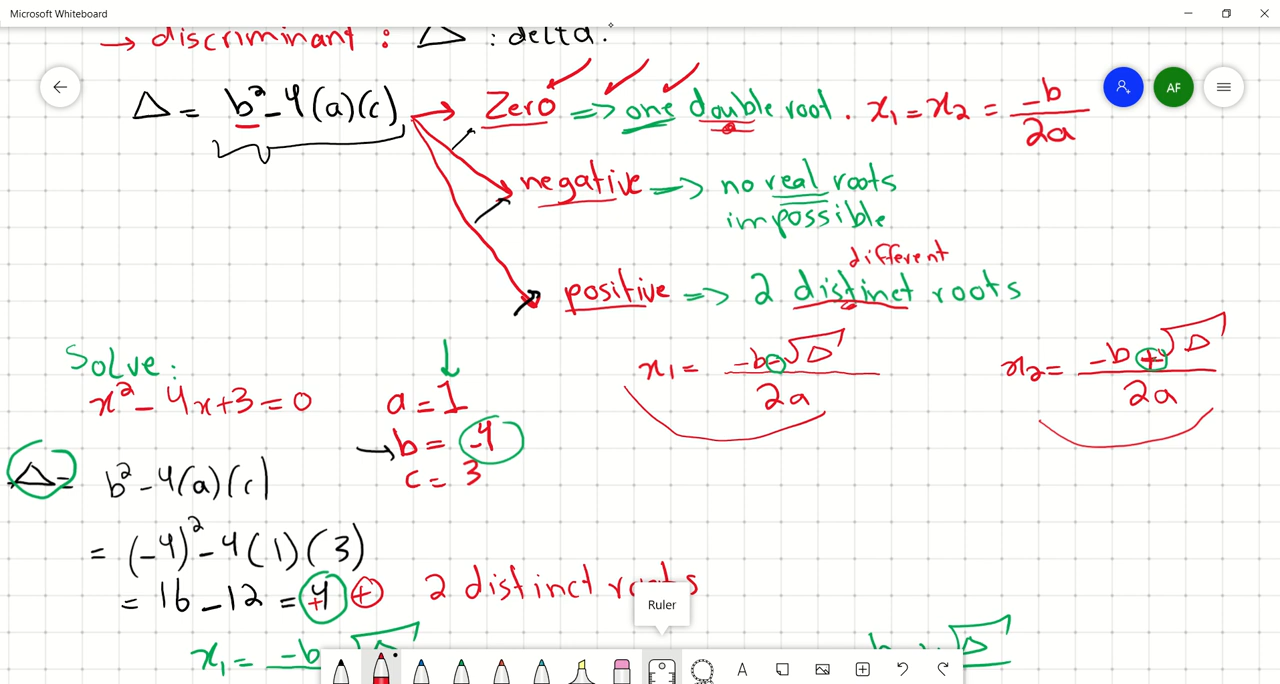 Microsoft Whiteboard
→ discriminant : Δ : delta.
Δ = b² - 4(a)(c) → Zero => one double root . x₁ = x₂ = -b / 2a
AF
negative => no real roots
impossible
different
positive => 2 distinct roots
x₁ = -b - √Δ / 2a
x₂ = -b + √Δ / 2a
Solve :
x² - 4x + 3 = 0
a = 1
→ b = -4
c = 3
Δ = b² - 4(a)(c)
= (-4)² - 4(1)(3)
= 16 - 12 = +4 + 2 distinct roots
Ruler
x₁ = -b √Δ
A